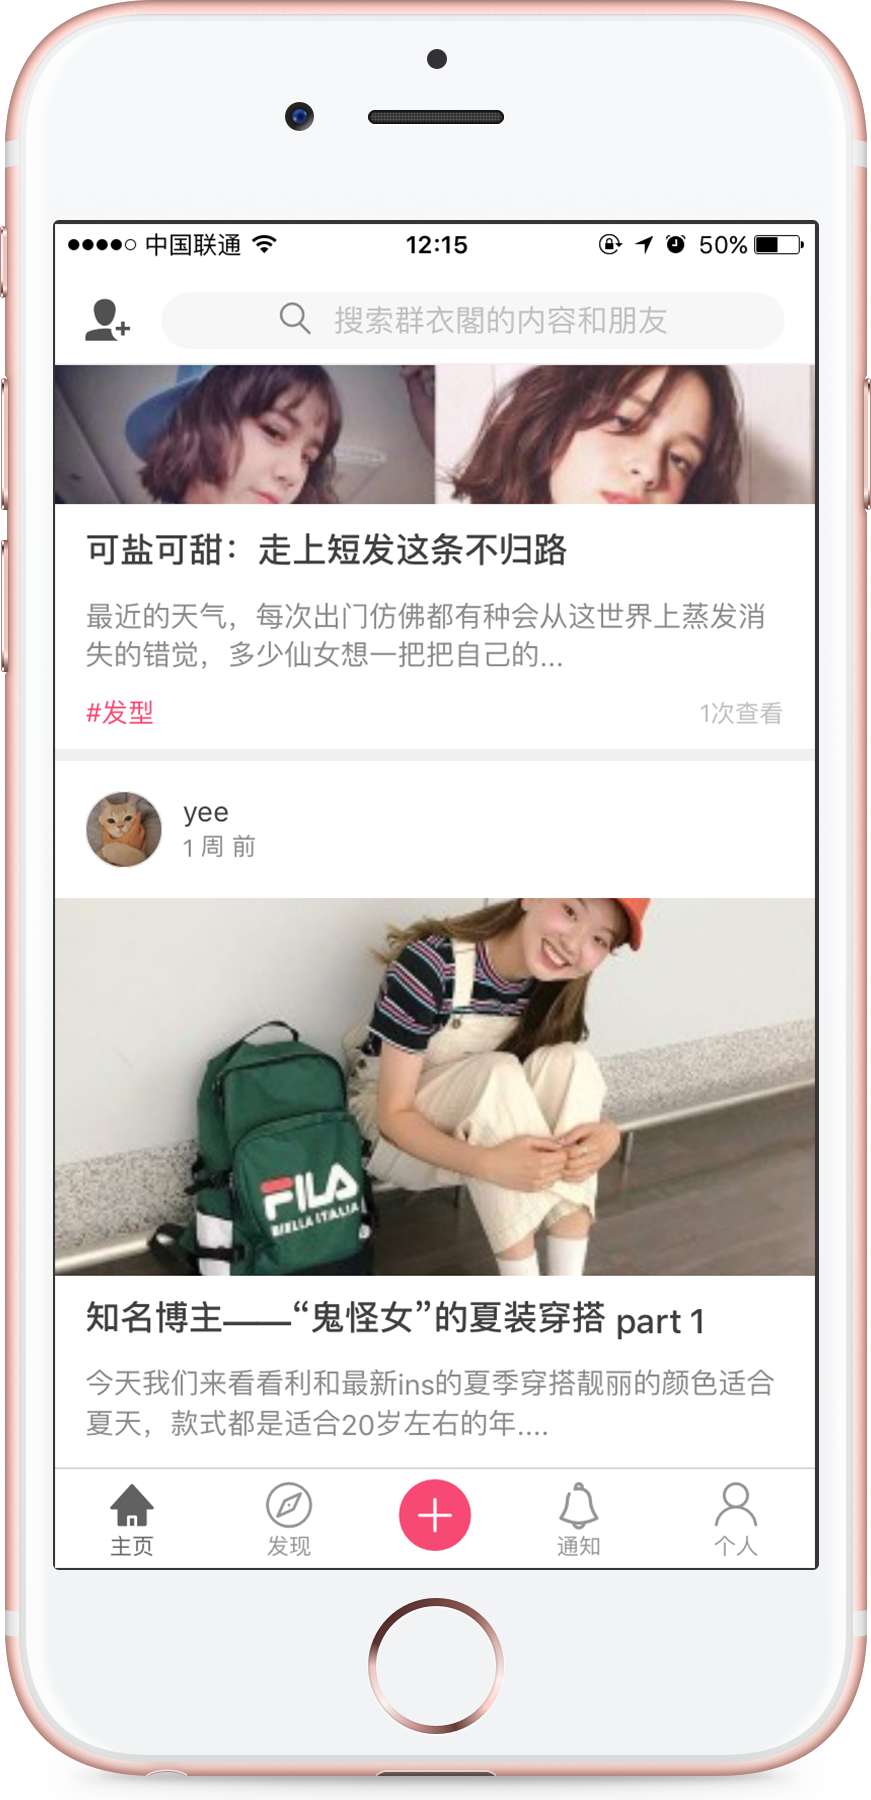 中国联通
12:15
50%
搜索群衣閣的内容和朋友
可盐可甜：走上短发这条不归路
最近的天气，每次出门仿佛都有种会从这世界上蒸发消
失的错觉，多少仙女想一把把自己的...
#发型
1次查看
yee
1 周 前
FILA
BIELLA ITALIA
知名博主——“鬼怪女”的夏装穿搭 part 1
今天我们来看看利和最新ins的夏季穿搭靓丽的颜色适合
夏天，款式都是适合20岁左右的年....
主页
发现
通知
个人